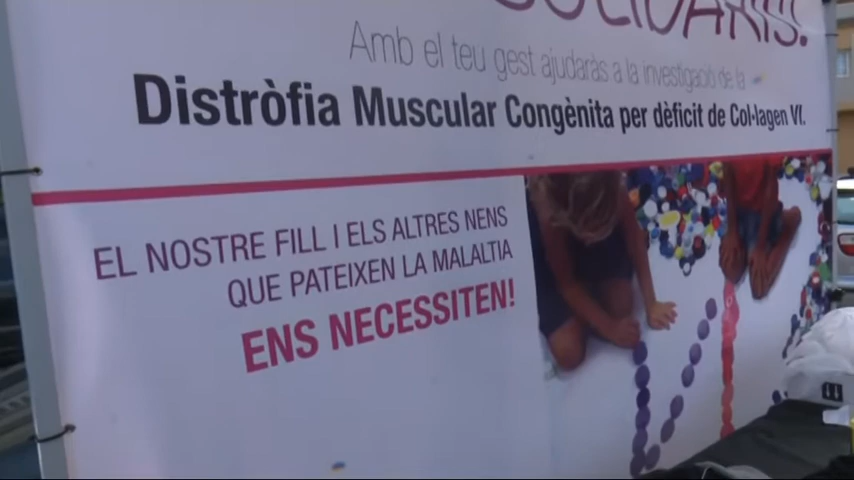 SOLIDARIS!
Amb el teu gest ajudaràs a la investigació de la
Distròfia Muscular Congènita per dèficit de Col·lagen VI.
EL NOSTRE FILL I ELS ALTRES NENS
QUE PATEIXEN LA MALALTIA
ENS NECESSITEN!